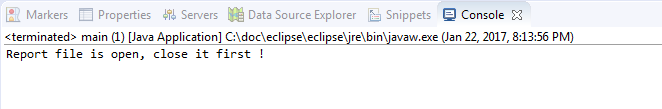 Markers Properties Servers Data Source Explorer Snippets Console
<terminated> main (1) [Java Application] C:\doc\eclipse\eclipse\jre\bin\javaw.exe (Jan 22, 2017, 8:13:56 PM)
Report file is open, close it first !